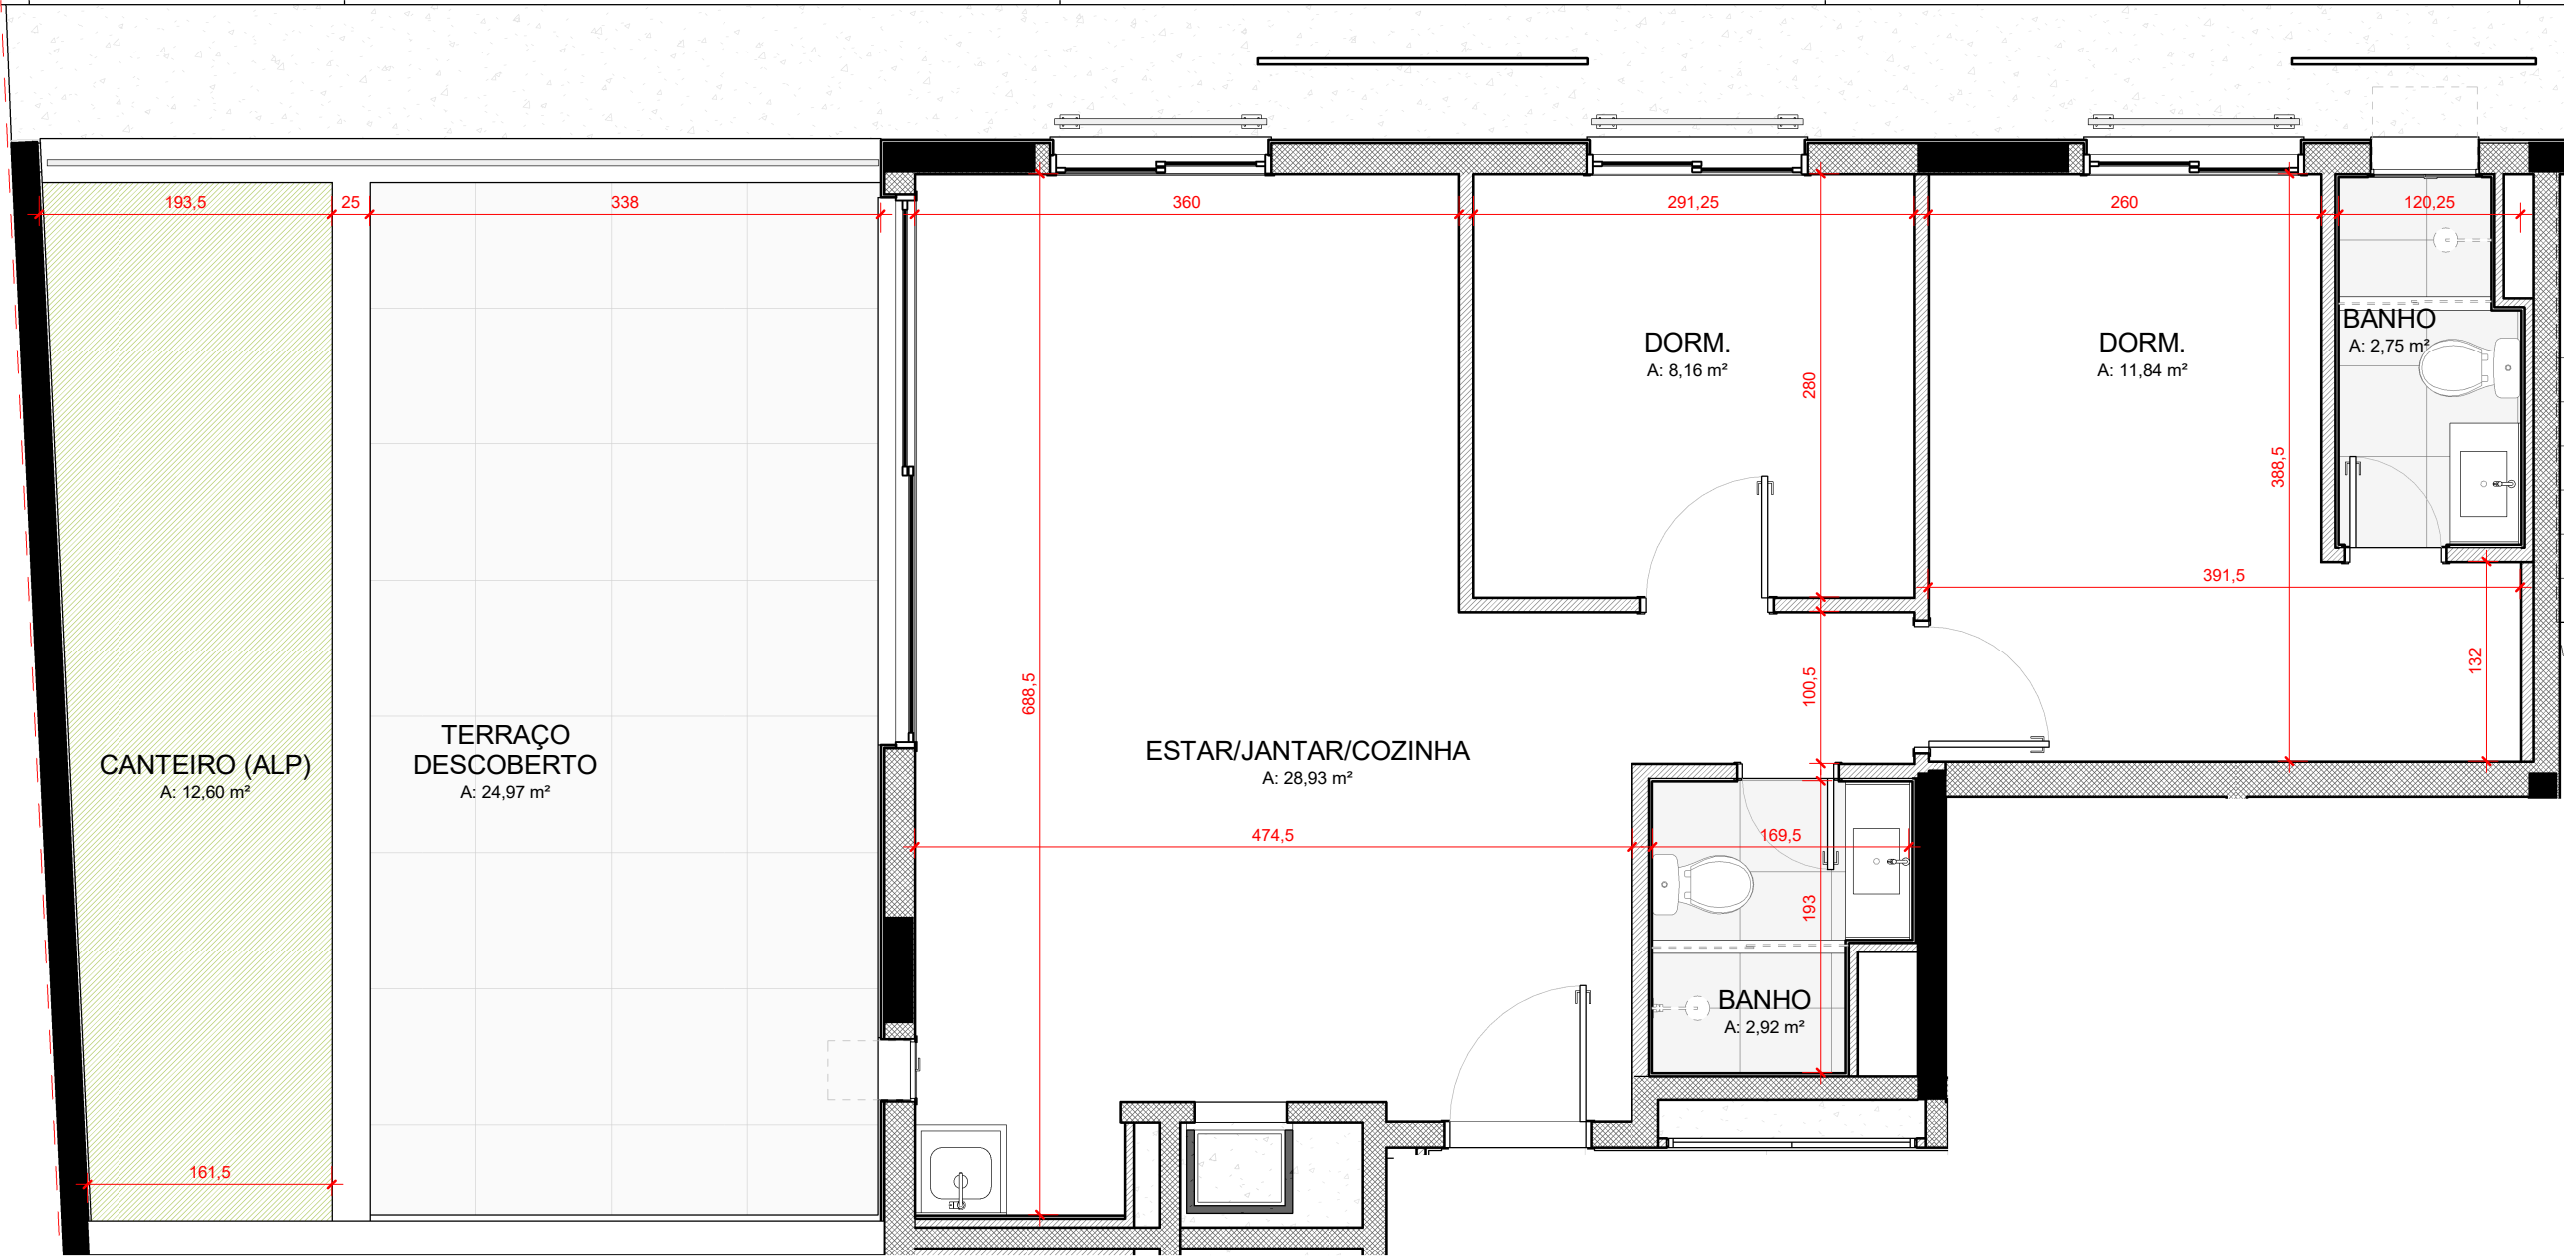 193,5
25
338
360
291,25
260
120,25
BANHO
A: 2,75 m²
DORM.
A: 8,16 m²
DORM.
A: 11,84 m²
280
388,5
391,5
132
688,5
100,5
TERRAÇO
DESCOBERTO
A: 24,97 m²
CANTEIRO (ALP)
A: 12,60 m²
ESTAR/JANTAR/COZINHA
A: 28,93 m²
474,5
169,5
193
BANHO
A: 2,92 m²
161,5